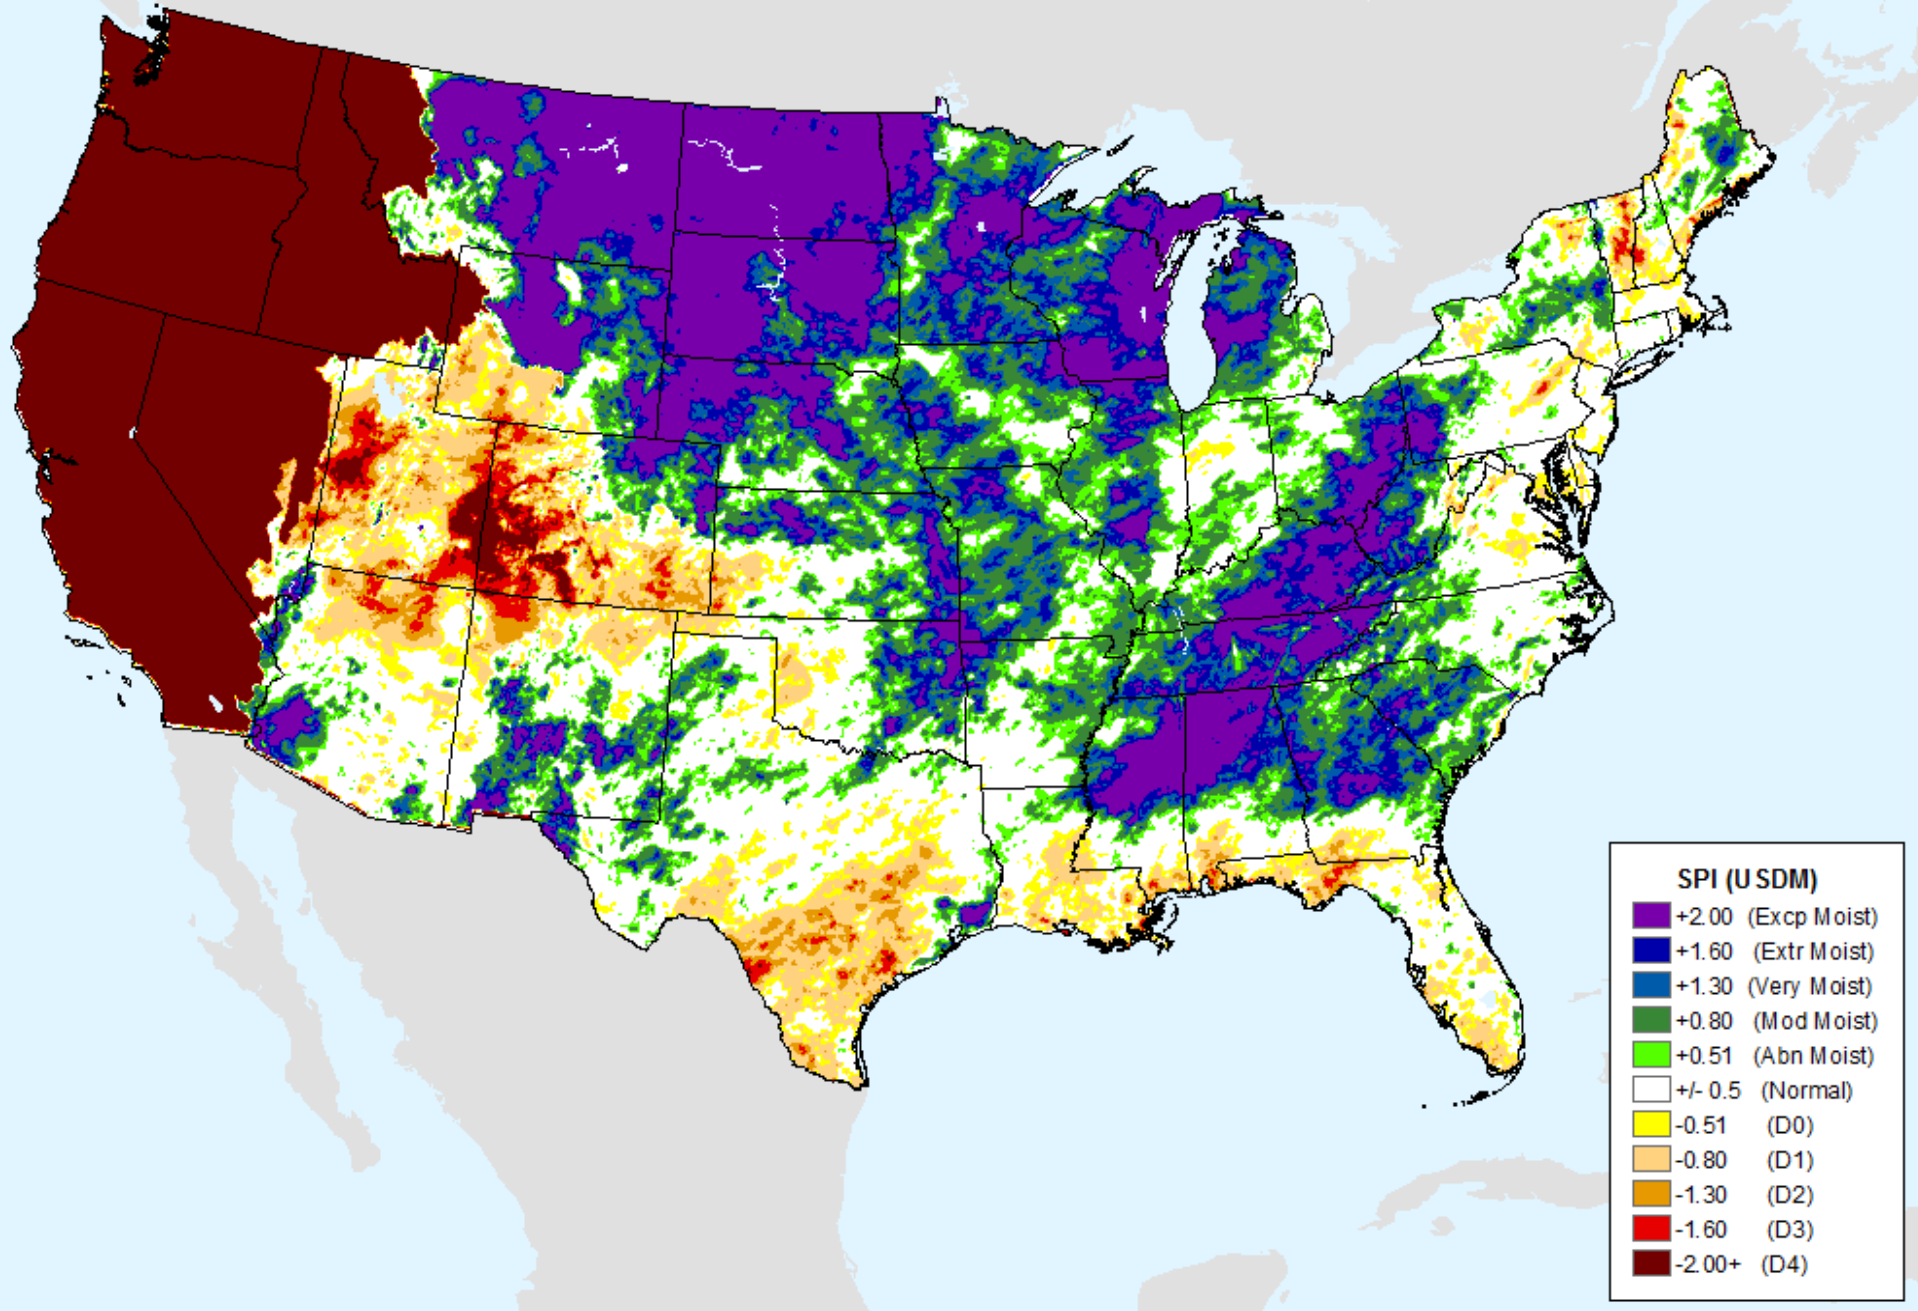 SPI (USDM)
+2.00 (Excp Moist)
+1.60 (Extr Moist)
+1.30 (Very Moist)
+0.80 (Mod Moist)
+0.51 (Abn Moist)
+/- 0.5 (Normal)
-0.51 (D0)
-0.80 (D1)
-1.30 (D2)
-1.60 (D3)
-2.00+ (D4)